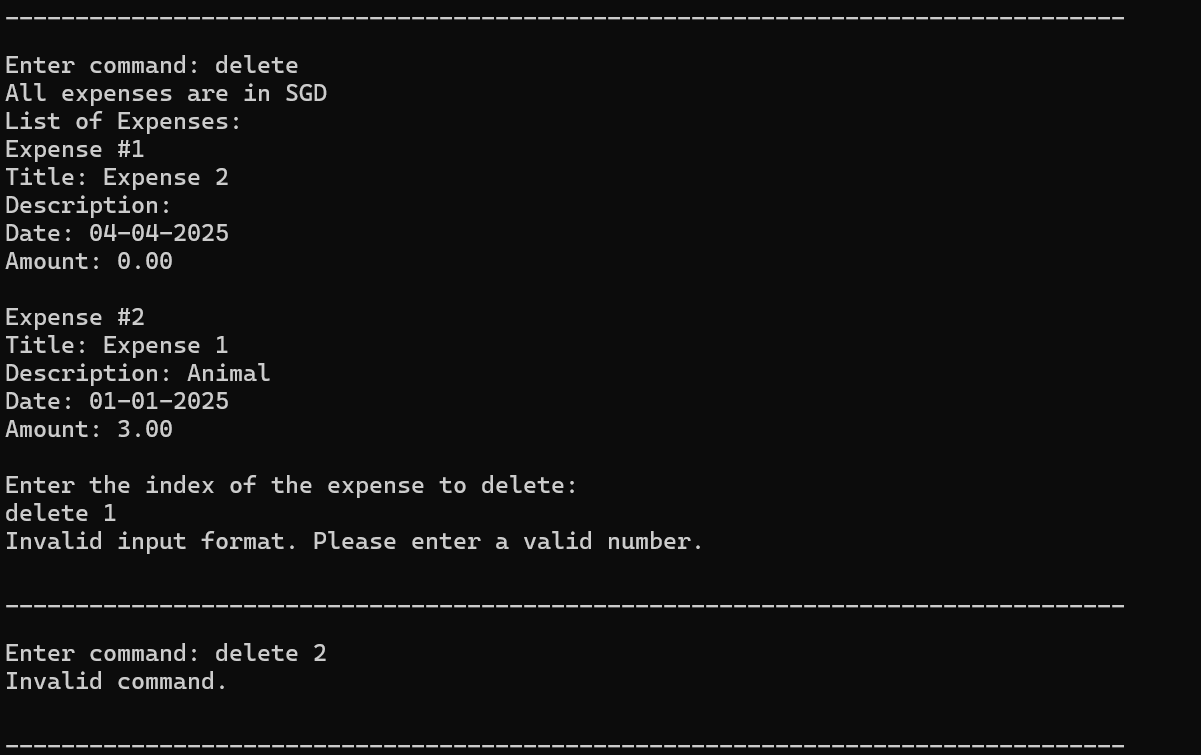 --------------------------------------------------------------------------------
Enter command: delete
All expenses are in SGD
List of Expenses:
Expense #1
Title: Expense 2
Description:
Date: 04-04-2025
Amount: 0.00
Expense #2
Title: Expense 1
Description: Animal
Date: 01-01-2025
Amount: 3.00
Enter the index of the expense to delete:
delete 1
Invalid input format. Please enter a valid number.
--------------------------------------------------------------------------------
Enter command: delete 2
Invalid command.
--------------------------------------------------------------------------------